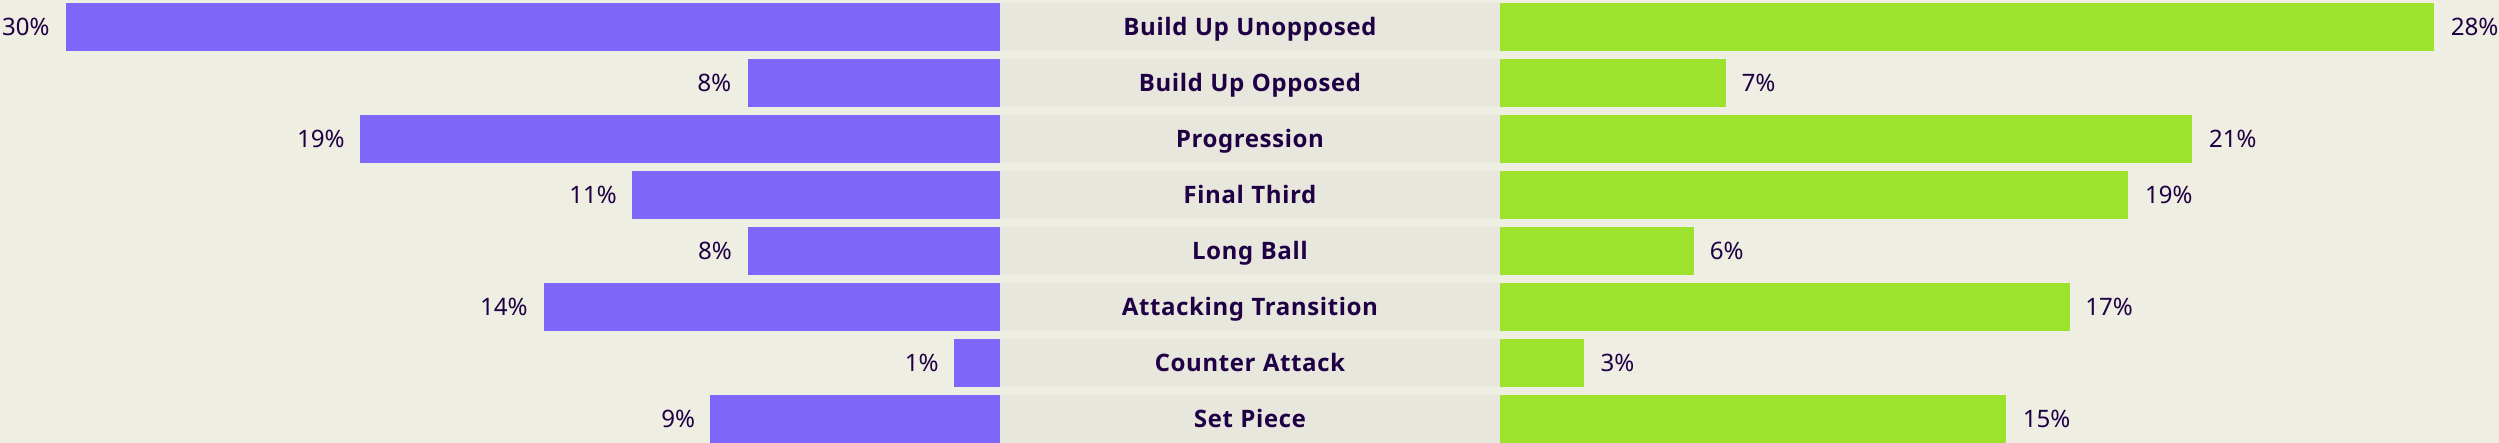 30% Build Up Unopposed 28%
8% Build Up Opposed 7%
19% Progression 21%
11% Final Third 19%
8% Long Ball 6%
14% Attacking Transition 17%
1% Counter Attack 3%
9% Set Piece 15%